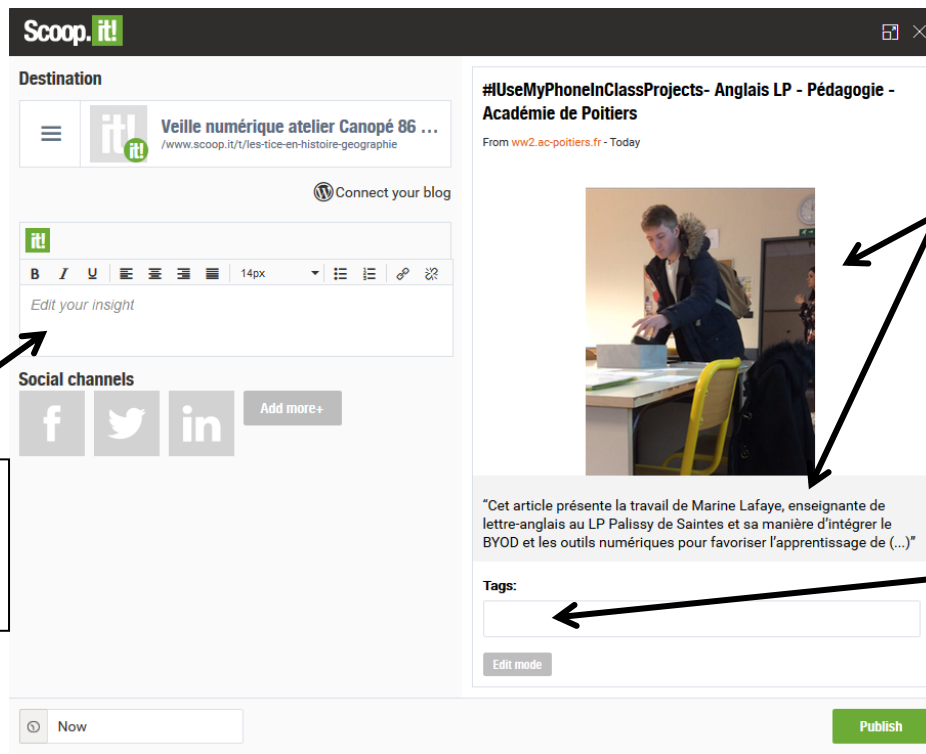 Scoop.it!
Destination
it!
it!
Veille numérique atelier Canopé 86 ...
/www.scoop.it/t/les-tice-en-histoire-geographie
Connect your blog
it!
B I U 14px
Edit your insight
Social channels
f in Add more+
#IUseMyPhoneInClassProjects- Anglais LP - Pédagogie -
Académie de Poitiers
From ww2.ac-poitiers.fr - Today
“Cet article présente la travail de Marine Lafaye, enseignante de
lettre-anglais au LP Palissy de Saintes et sa manière d’intégrer le
BYOD et les outils numériques pour favoriser l’apprentissage de (...)”
Tags:
Edit mode
Now
Publish